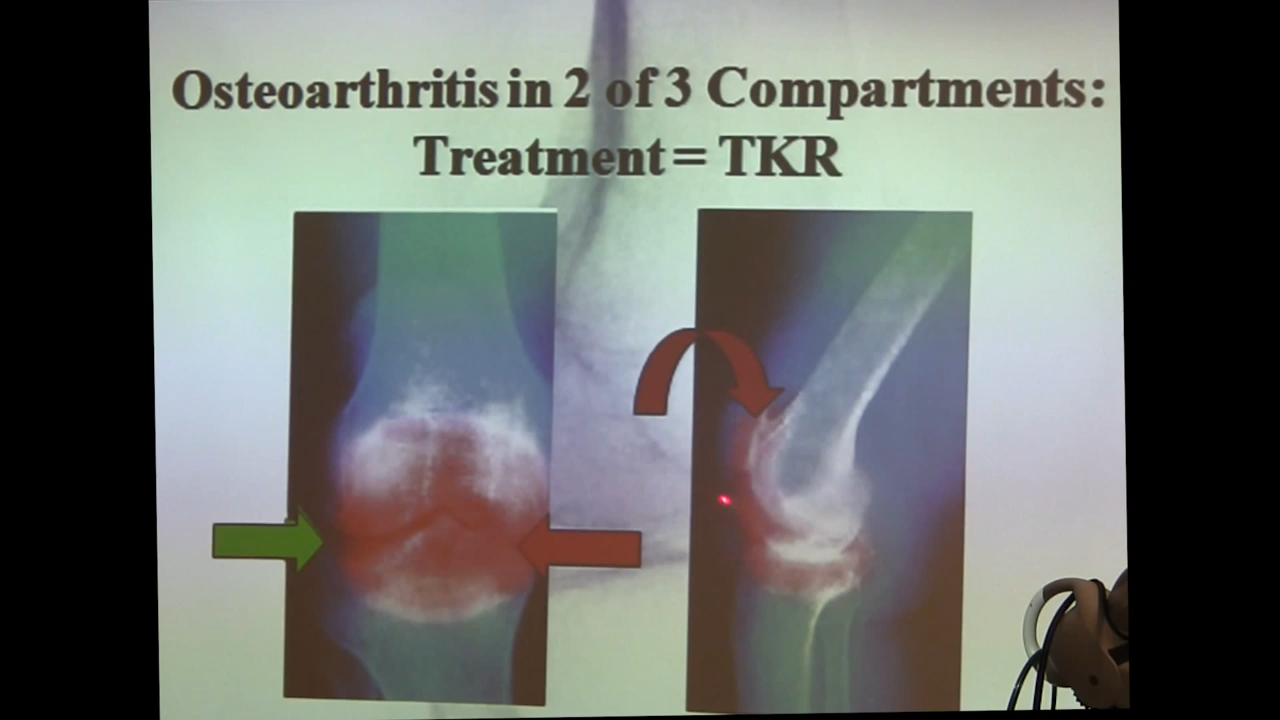 Osteoarthritis in 2 of 3 Compartments:
Treatment = TKR